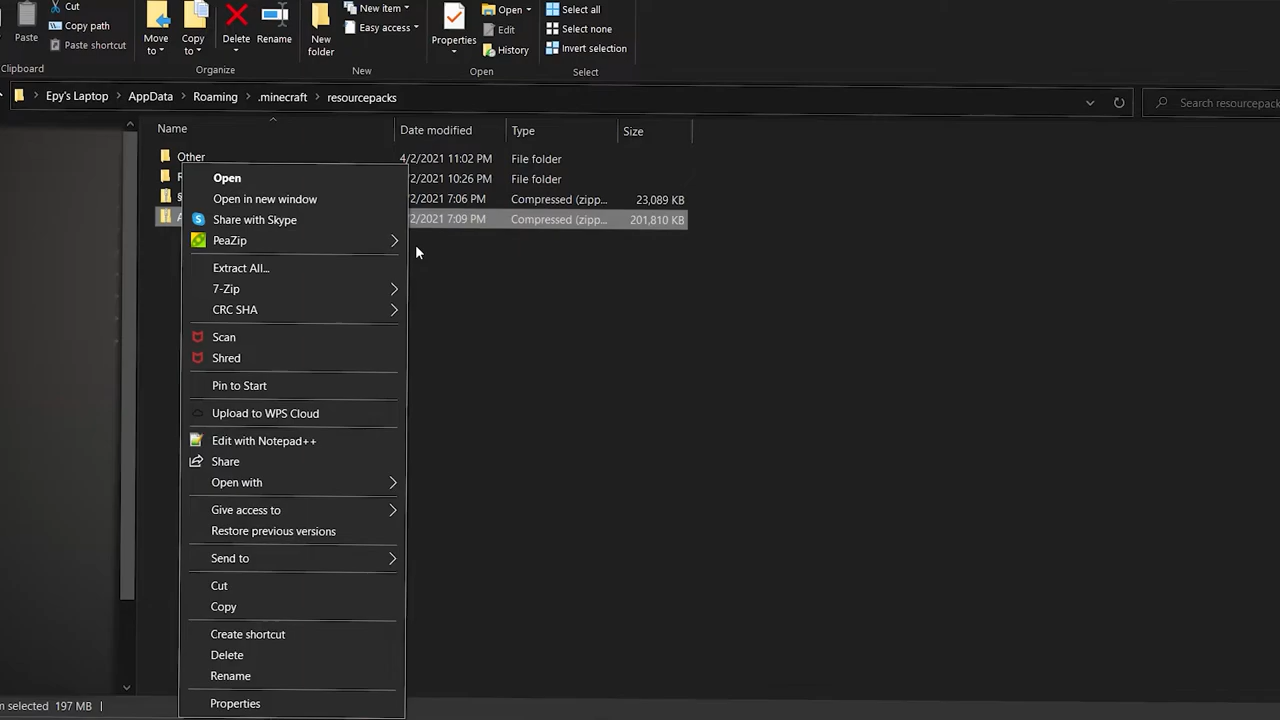 Cut
Copy path
Paste
Paste shortcut
Move to
Copy to
Delete
Rename
New folder
New item
Easy access
Properties
Open
Edit
History
Select all
Select none
Invert selection
Clipboard
Organize
New
Open
Select
Epy's Laptop > AppData > Roaming > .minecraft > resourcepacks
Search resourcepacks
Name Date modified Type Size
Other 4/2/2021 11:02 PM File folder
/2/2021 10:26 PM File folder
/2/2021 7:06 PM Compressed (zipp... 23,089 KB
/2/2021 7:09 PM Compressed (zipp... 201,810 KB
Open
Open in new window
Share with Skype
PeaZip
Extract All...
7-Zip
CRC SHA
Scan
Shred
Pin to Start
Upload to WPS Cloud
Edit with Notepad++
Share
Open with
Give access to
Restore previous versions
Send to
Cut
Copy
Create shortcut
Delete
Rename
Properties
m selected 197 MB